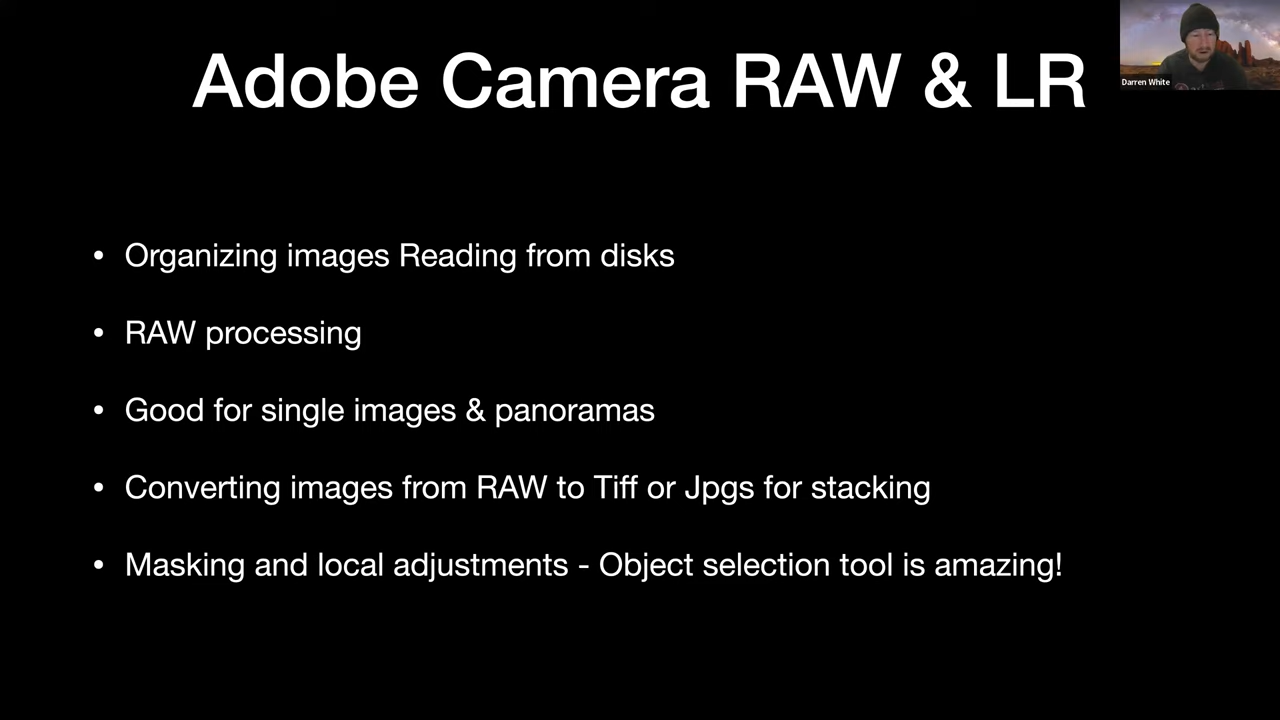 Adobe Camera RAW & LR
Darren White
• Organizing images Reading from disks
• RAW processing
• Good for single images & panoramas
• Converting images from RAW to Tiff or Jpgs for stacking
• Masking and local adjustments - Object selection tool is amazing!